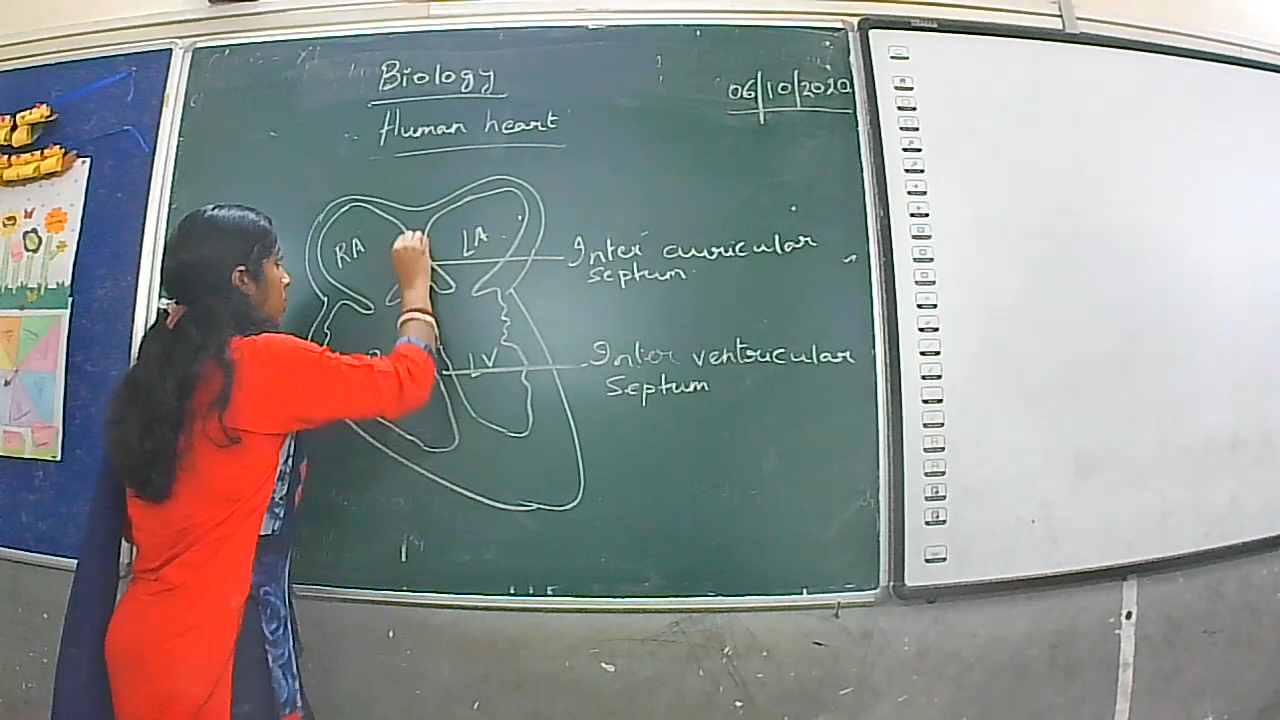 Biology
06/10/2020
Human heart
RA
LA
Inter auricular
septum
LV
Inter ventricular
Septum